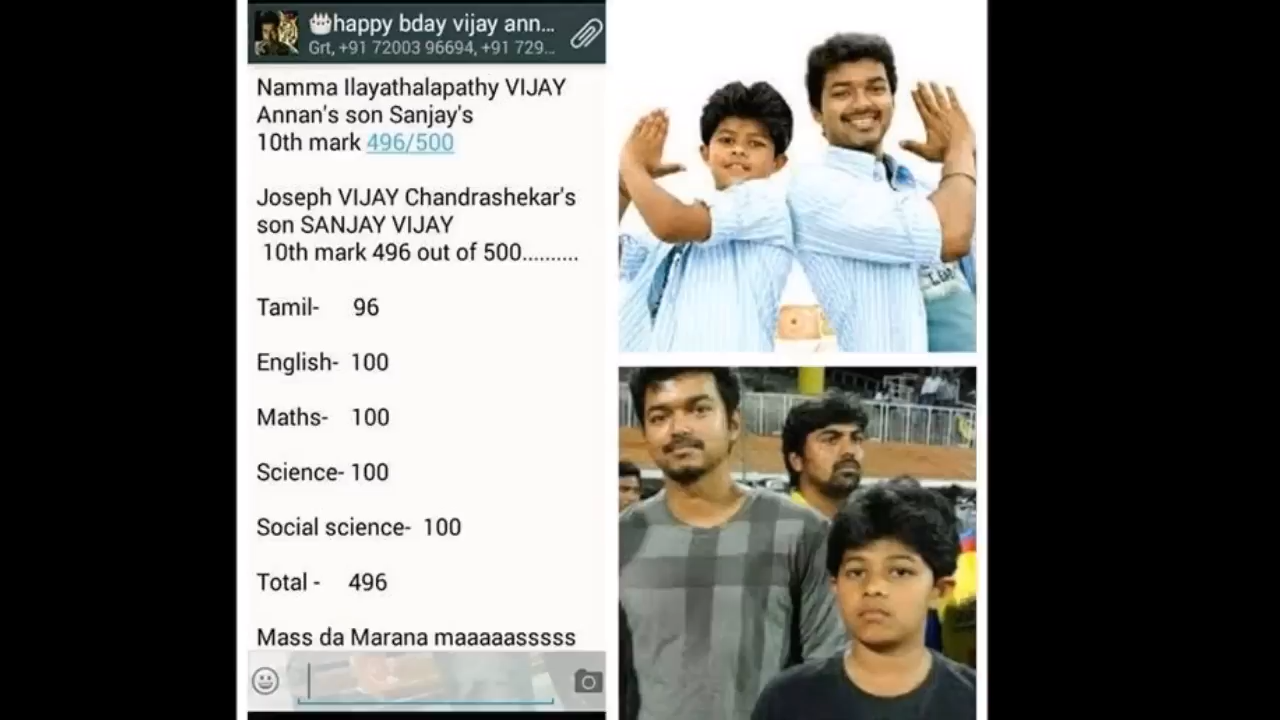 🎂happy bday vijay ann...
Grt, +91 72003 96694, +91 729...
Namma Ilayathalapathy VIJAY
Annan's son Sanjay's
10th mark 496/500
Joseph VIJAY Chandrashekar's
son SANJAY VIJAY
10th mark 496 out of 500..........
Tamil- 96
English- 100
Maths- 100
Science- 100
Social science- 100
Total - 496
Mass da Marana maaaaasssss